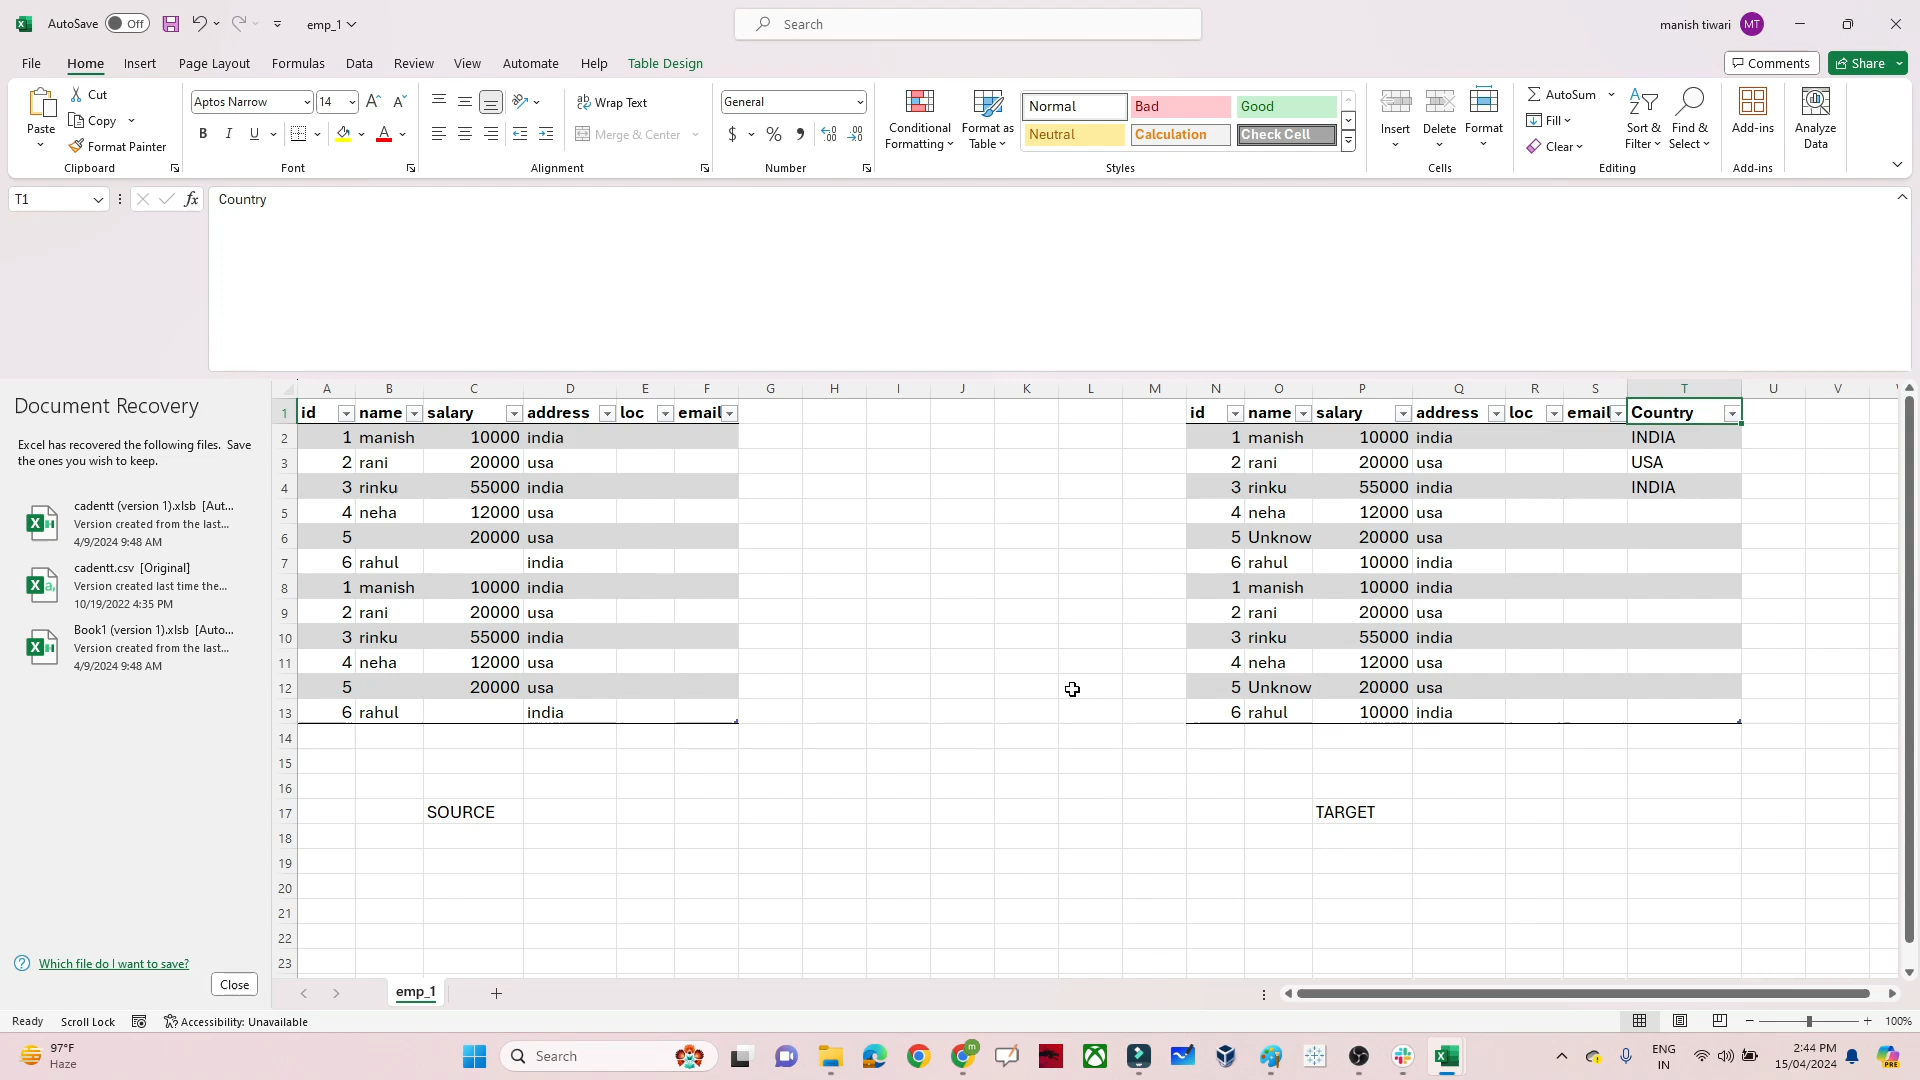 AutoSave Off emp_1 Search manish tiwari MT
File Home Insert Page Layout Formulas Data Review View Automate Help Table Design Comments Share
Paste Cut Copy Format Painter Clipboard
Aptos Narrow 14 B I U Font
Wrap Text Merge & Center Alignment
General $ % Number
Conditional Formatting Format as Table Normal Bad Good Neutral Calculation Check Cell Styles
Insert Delete Format Cells
AutoSum Fill Clear Sort & Filter Find & Select Editing
Add-ins Add-ins
Analyze Data
T1 fx Country
Document Recovery
Excel has recovered the following files. Save
the ones you wish to keep.
cadentt (version 1).xlsb [Aut...
Version created from the last...
4/9/2024 9:48 AM
cadentt.csv [Original]
Version created last time the...
10/19/2022 4:35 PM
Book1 (version 1).xlsb [Auto...
Version created from the last...
4/9/2024 9:48 AM
Which file do I want to save?
Close
A B C D E F G H I J K L M N O P Q R S T U V
1 id name salary address loc email id name salary address loc email Country
2 1 manish 10000 india 1 manish 10000 india INDIA
3 2 rani 20000 usa 2 rani 20000 usa USA
4 3 rinku 55000 india 3 rinku 55000 india INDIA
5 4 neha 12000 usa 4 neha 12000 usa
6 5 20000 usa 5 Unknow 20000 usa
7 6 rahul india 6 rahul 10000 india
8 1 manish 10000 india 1 manish 10000 india
9 2 rani 20000 usa 2 rani 20000 usa
10 3 rinku 55000 india 3 rinku 55000 india
11 4 neha 12000 usa 4 neha 12000 usa
12 5 20000 usa 5 Unknow 20000 usa
13 6 rahul india 6 rahul 10000 india
14
15
16
17 SOURCE TARGET
18
19
20
21
22
23
emp_1
Ready Scroll Lock Accessibility: Unavailable 100%
97°F
Haze
Search
ENG
IN
2:44 PM
15/04/2024
PRE